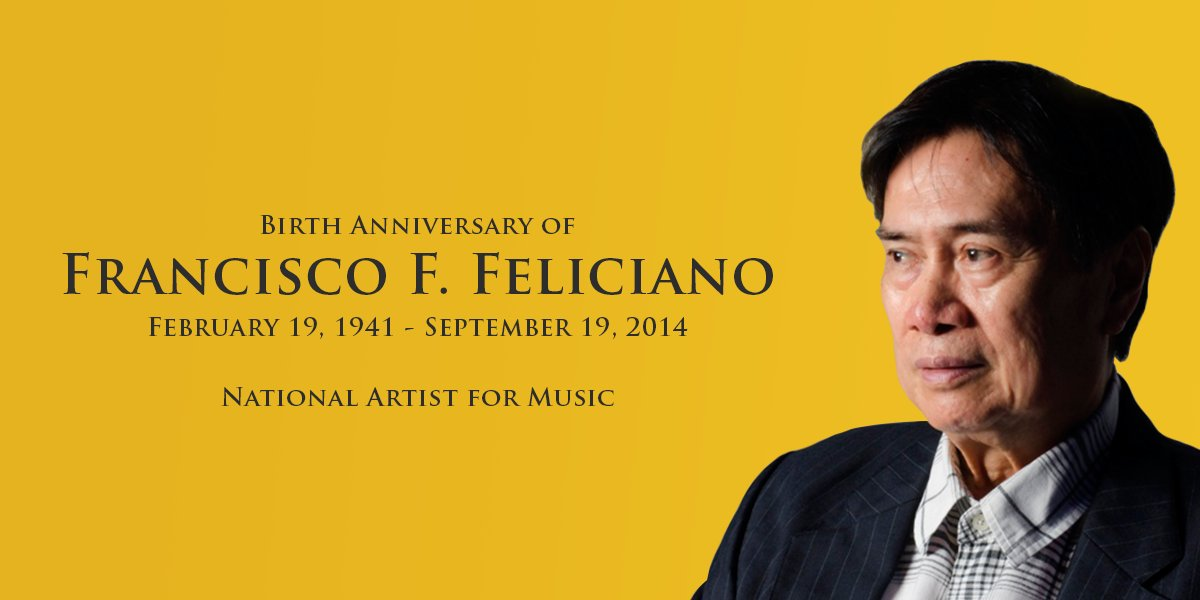 Birth Anniversary of
Francisco F. Feliciano
February 19, 1941 - September 19, 2014
National Artist for Music